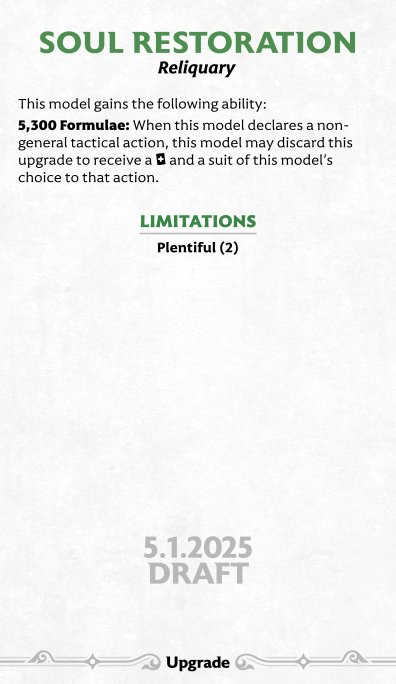 SOUL RESTORATION
Reliquary
This model gains the following ability:
5,300 Formulae: When this model declares a non-
general tactical action, this model may discard this
upgrade to receive a + and a suit of this model's
choice to that action.
LIMITATIONS
Plentiful (2)
5.1.2025
DRAFT
Upgrade